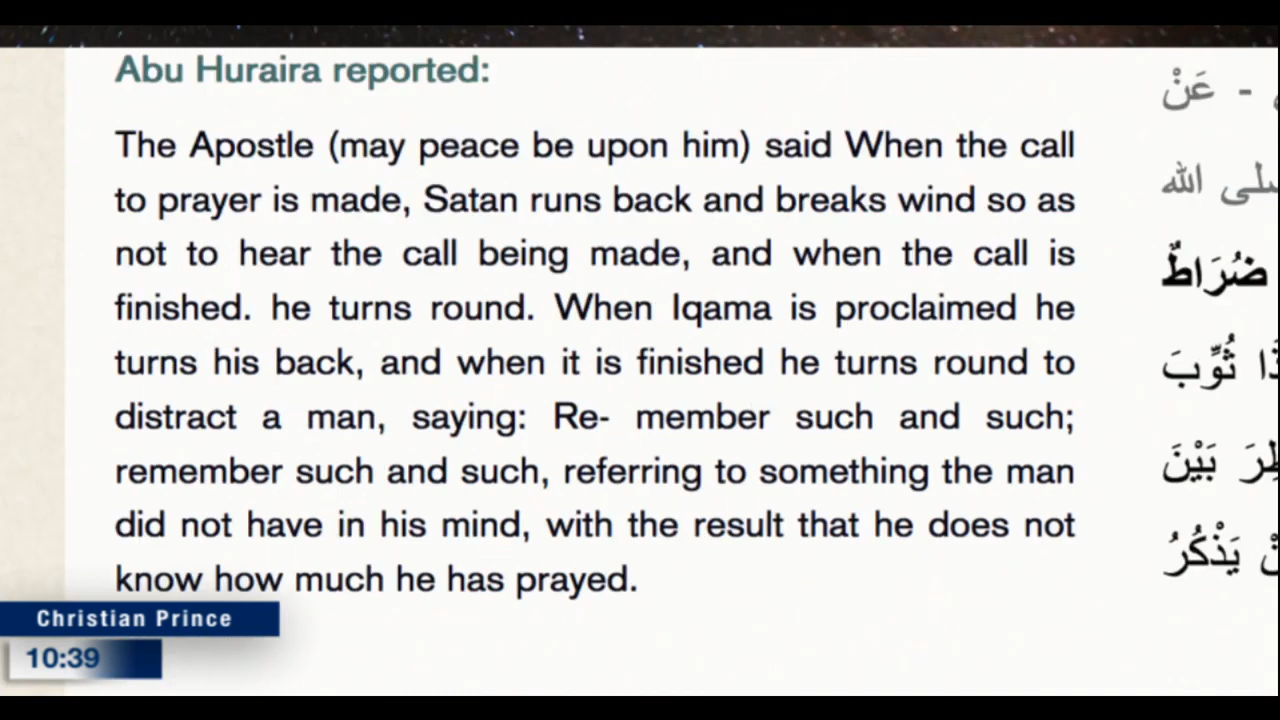 Abu Huraira reported:
The Apostle (may peace be upon him) said When the call
to prayer is made, Satan runs back and breaks wind so as
not to hear the call being made, and when the call is
finished. he turns round. When Iqama is proclaimed he
turns his back, and when it is finished he turns round to
distract a man, saying: Re- member such and such;
remember such and such, referring to something the man
did not have in his mind, with the result that he does not
know how much he has prayed.
- عَنْ
صلى الله
ضُرَاطٌ
ثُوِّبَ
بَيْنَ
يَذْكُرُ
Christian Prince
10:39